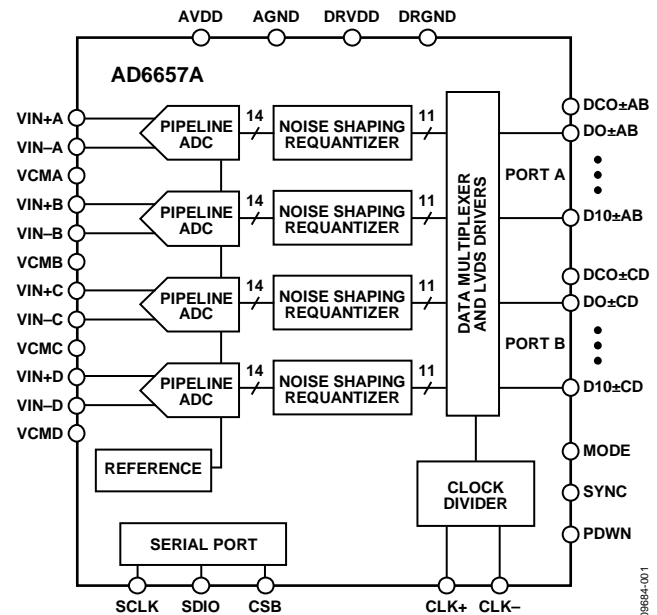 AVDD AGND DRVDD DRGND
AD6657A
VIN+A
VIN–A
VCMA
VIN+B
VIN–B
VCMB
VIN+C
VIN–C
VCMC
VIN+D
VIN–D
VCMD
PIPELINE
ADC
14
NOISE SHAPING
REQUANTIZER
11
PIPELINE
ADC
14
NOISE SHAPING
REQUANTIZER
11
PIPELINE
ADC
14
NOISE SHAPING
REQUANTIZER
11
PIPELINE
ADC
14
NOISE SHAPING
REQUANTIZER
11
REFERENCE
DATA MULTIPLEXER
AND LVDS DRIVERS
PORT A
PORT B
DCO±AB
DO±AB
D10±AB
DCO±CD
DO±CD
D10±CD
MODE
SYNC
PDWN
CLOCK
DIVIDER
SERIAL PORT
SCLK SDIO CSB CLK+ CLK–
09684-001